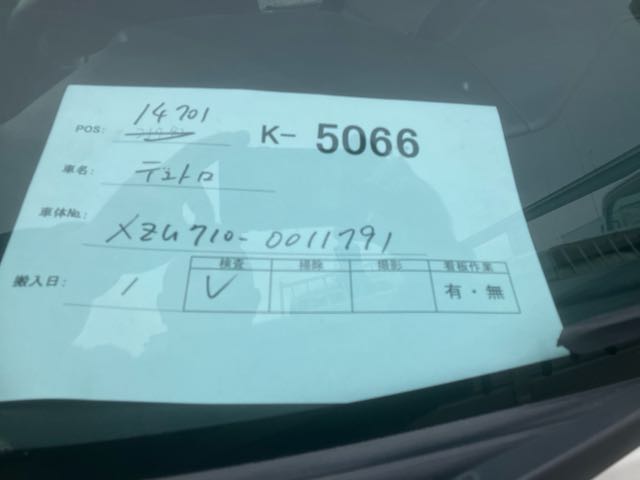 POS: 14701
K- 5066
車名: デュトロ
車体No.: XZU710-0011791
検査 掃除 撮影 看板作業
搬入日: / V 有・無